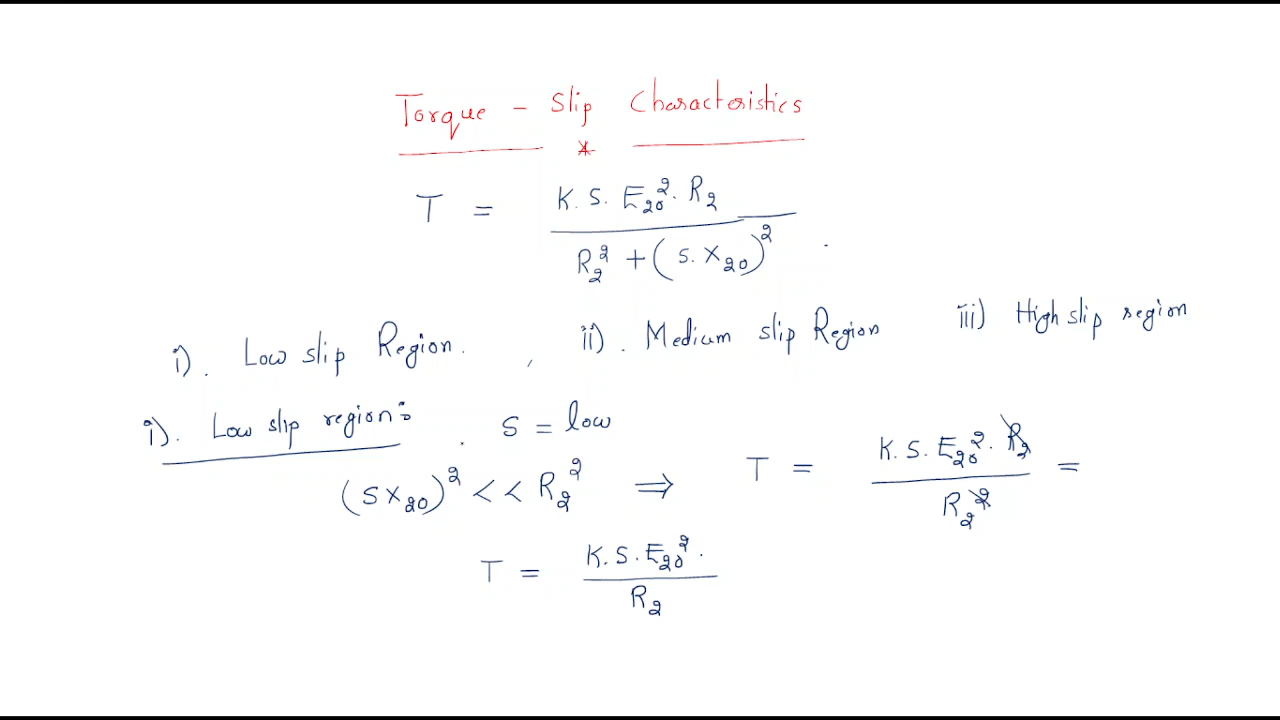 Torque - Slip Characteristics
*
T = K. S. E₂₀². R₂ / R₂² + (S. X₂₀)²
i). Low slip Region. , ii). Medium slip Region iii) High slip region
i). Low slip region: S = low
(SX₂₀)² << R₂² ⇒ T = K. S. E₂₀². R₂ / R₂² =
T = K. S. E₂₀². / R₂